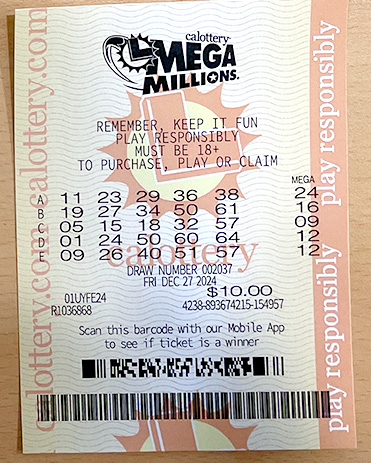 calottery
MEGA
MILLIONS.
REMEMBER, KEEP IT FUN
PLAY RESPONSIBLY
MUST BE 18+
TO PURCHASE, PLAY OR CLAIM
MEGA
A 11 23 29 36 38 24
B 19 27 34 50 61 16
C 05 15 18 32 57 09
D 01 24 50 60 64 12
E 09 26 40 51 57 12
calottery
DRAW NUMBER 002037
FRI DEC 27 2024
$10.00
01UYFE24
R1036868 4238-893674215-154957
Scan this barcode with our Mobile App
to see if ticket is a winner
calottery.com calottery.com
play responsibly play responsibly